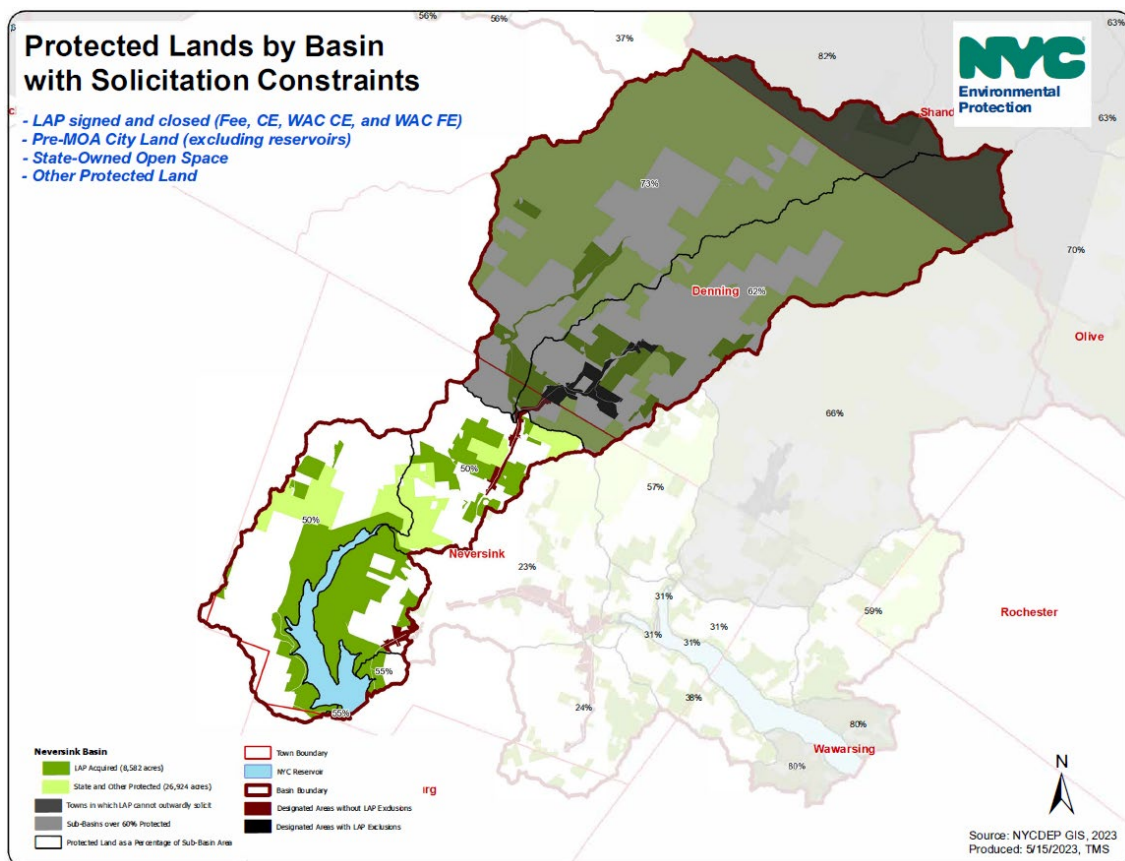 Protected Lands by Basin
with Solicitation Constraints
- LAP signed and closed (Fee, CE, WAC CE, and WAC FE)
- Pre-MOA City Land (excluding reservoirs)
- State-Owned Open Space
- Other Protected Land
NYC
Environmental
Protection
56%
56%
37%
82%
63%
Shand
63%
73%
70%
Denning 62%
Olive
66%
50%
57%
50%
Neversink
23%
59%
31%
31%
Rochester
31%
31%
55%
38%
55%
24%
80%
Wawarsing
80%
Neversink Basin
LAP Acquired (8,582 acres)
State and Other Protected (26,924 acres)
Towns in which LAP cannot outwardly solicit
Sub-Basins over 60% Protected
Protected Land as a Percentage of Sub-Basin Area
Town Boundary
NYC Reservoir
Basin Boundary
Designated Areas without LAP Exclusions
Designated Areas with LAP Exclusions
urg
N
Source: NYCDEP GIS, 2023
Produced: 5/15/2023, TMS